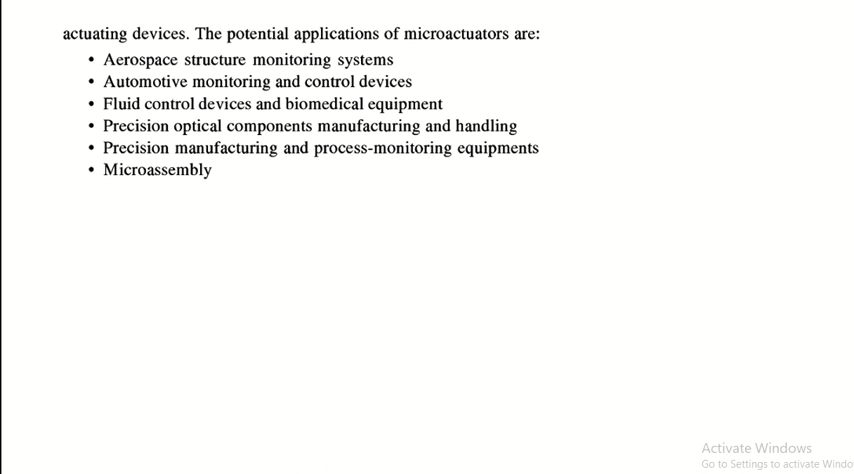 actuating devices. The potential applications of microactuators are:
• Aerospace structure monitoring systems
• Automotive monitoring and control devices
• Fluid control devices and biomedical equipment
• Precision optical components manufacturing and handling
• Precision manufacturing and process-monitoring equipments
• Microassembly
Activate Windows
Go to Settings to activate Windo